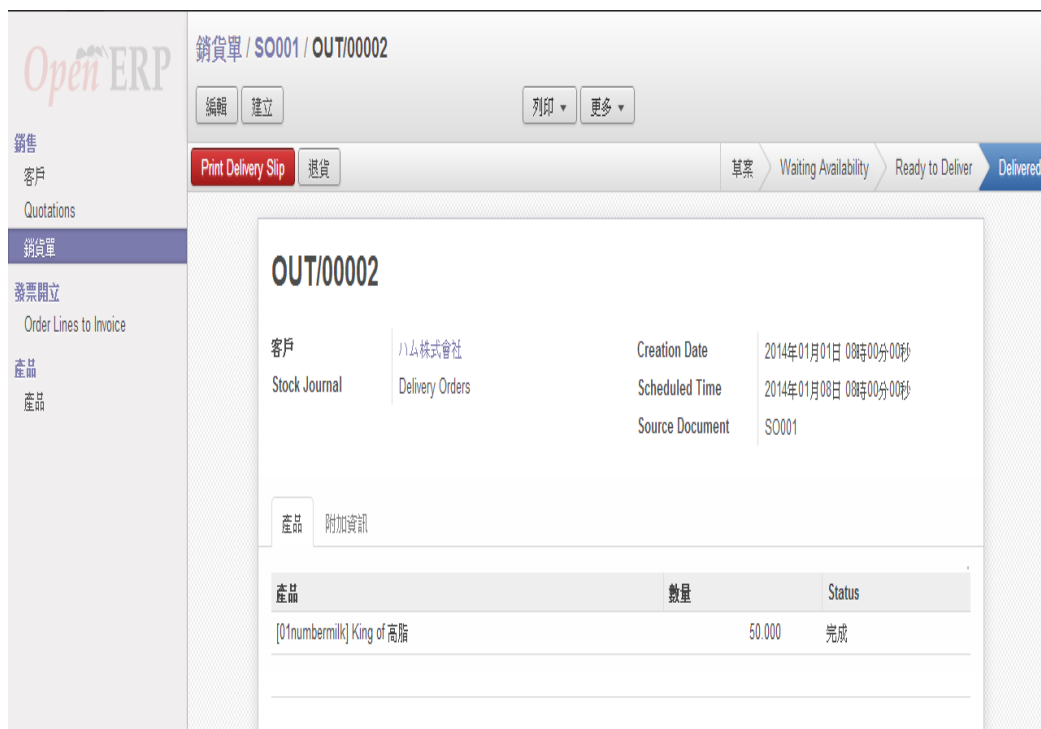 Open ERP
銷貨單 / SO001 / OUT/00002
編輯 建立 列印 更多
銷售
客戶
Quotations
銷貨單
發票開立
Order Lines to Invoice
產品
產品
Print Delivery Slip 退貨 草案 Waiting Availability Ready to Deliver Delivered
OUT/00002
客戶 ハム株式會社 Creation Date 2014年01月01日 08時00分00秒
Stock Journal Delivery Orders Scheduled Time 2014年01月08日 08時00分00秒
Source Document SO001
產品 附加資訊
產品 數量 Status
[01numbermilk] King of 高脂 50.000 完成